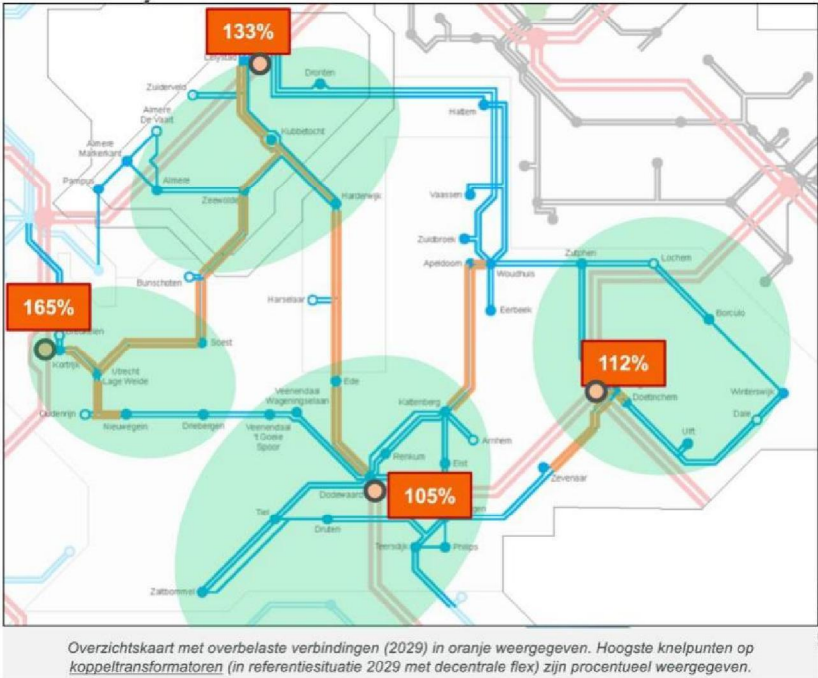 133%
Lelystad
Dronten
Zuiderveld
Almere
De Vaart
Hattem
Almere
Markerkant
Kubbetocht
Pampus
Almere
Zeewolde
Harderwijk
Vaassen
Zuidbroek
Apeldoorn
Woudhuis
Zutphen
Lochem
Bunschoten
Harselaar
Eerbeek
165%
Borculo
Soest
Kortrijk
112%
Utrecht
Lage Weide
Ede
Veenendaal
Wageningselaan
Kattenberg
Doetinchem
Winterswijk
Dale
Oudenrijn
Nieuwegein
Driebergen
Veenendaal
't Goeie
Spoor
Arnhem
Ulft
Renkum
Elst
Zevenaar
Dodewaard
105%
Tiel
Druten
Teersdijk
Philips
Zaltbommel
Overzichtskaart met overbelaste verbindingen (2029) in oranje weergegeven. Hoogste knelpunten op
koppeltransformatoren (in referentiesituatie 2029 met decentrale flex) zijn procentueel weergegeven.